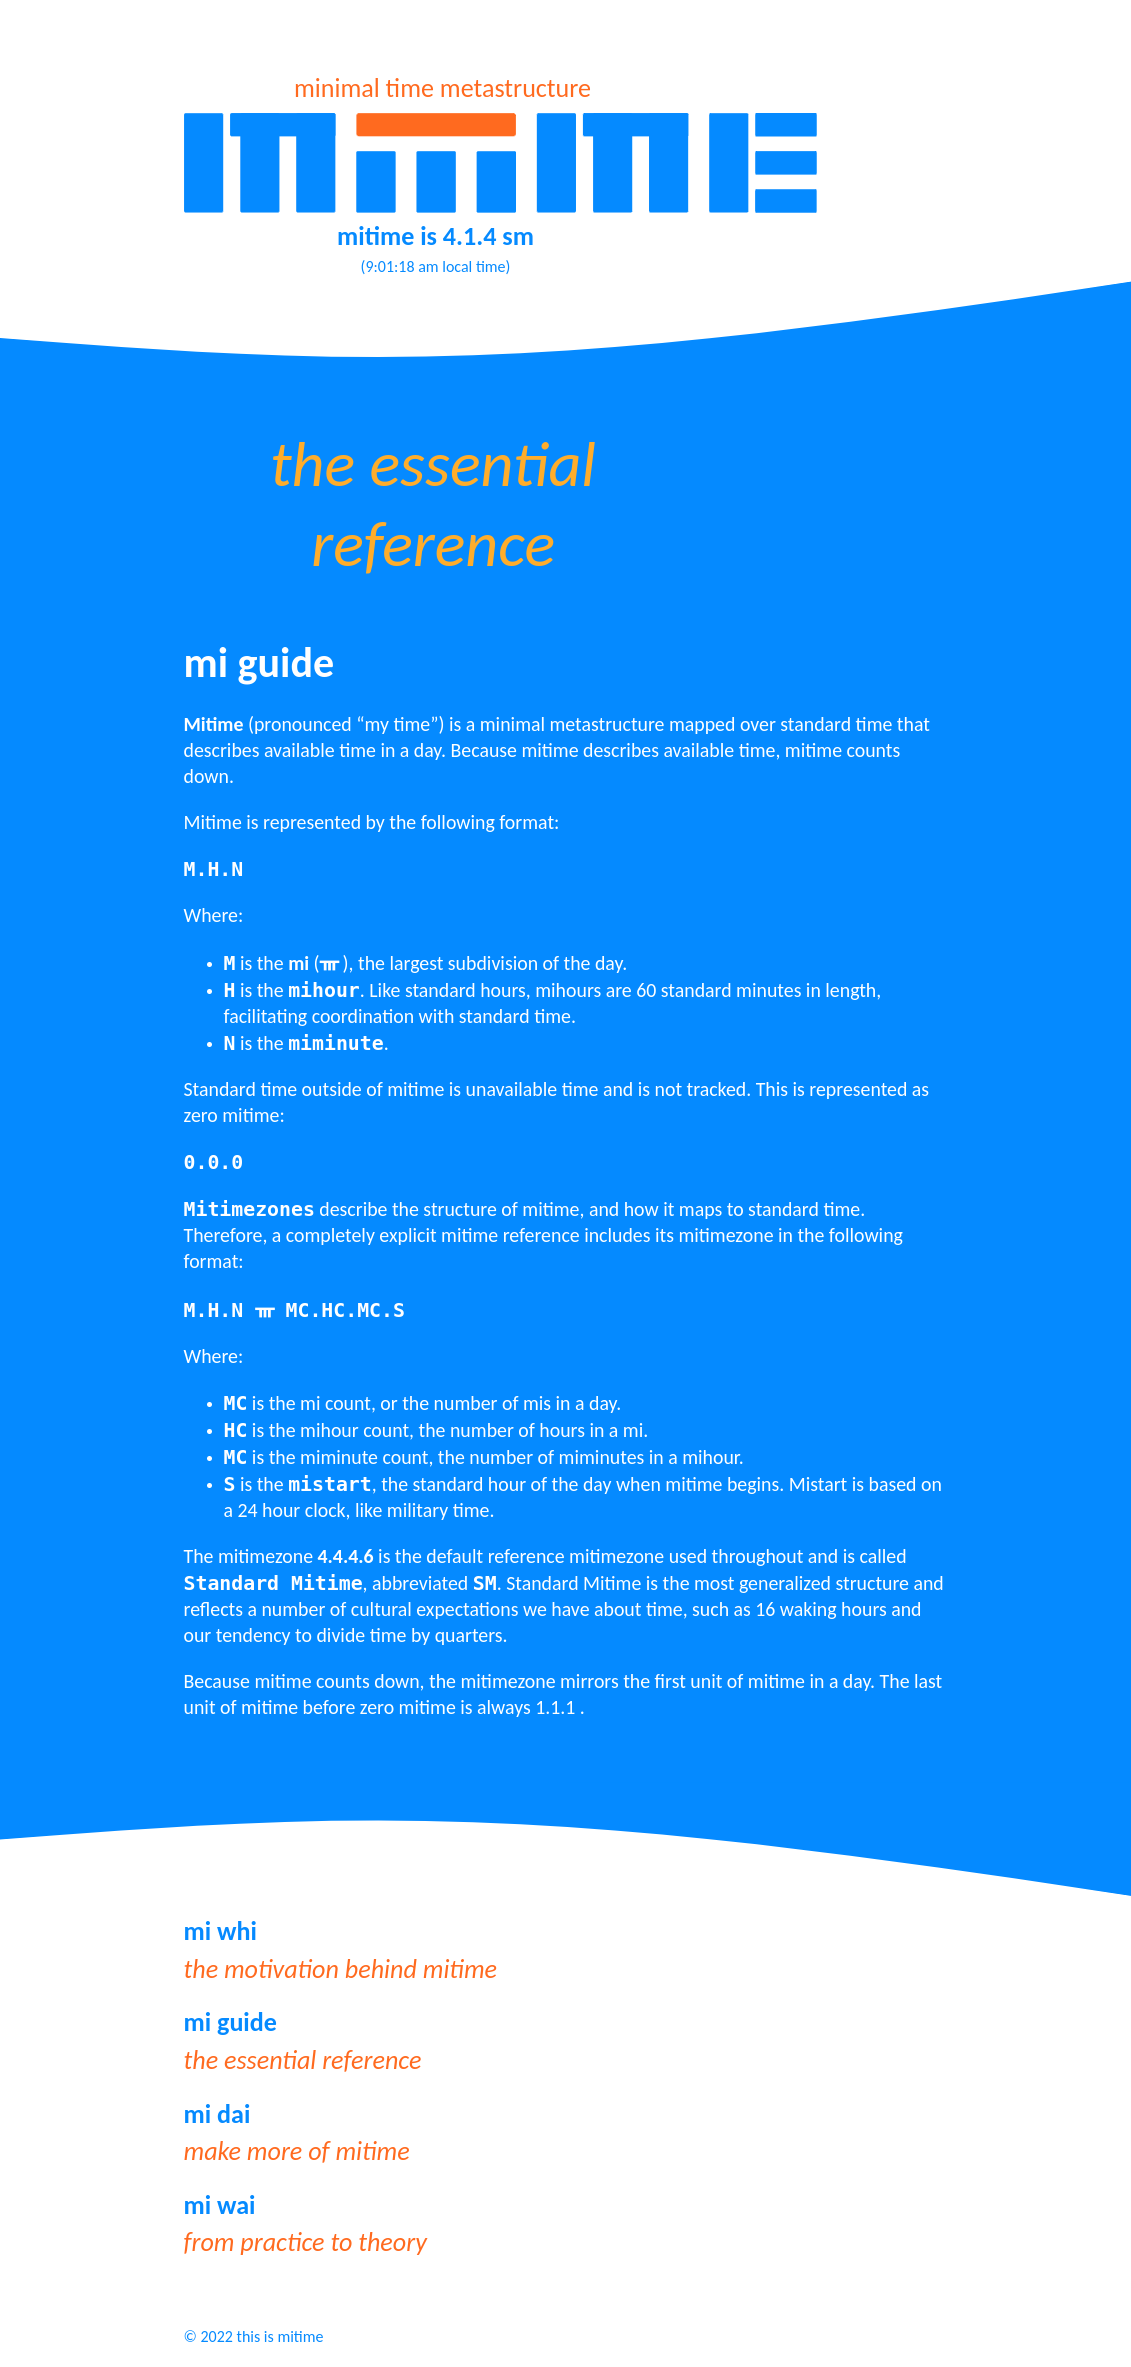 minimal time metastructure
mitime
mitime is 4.1.4 sm
(9:01:18 am local time)
the essential
reference
mi guide
Mitime (pronounced “my time”) is a minimal metastructure mapped over standard time that
describes available time in a day. Because mitime describes available time, mitime counts
down.
Mitime is represented by the following format:
M.H.N
Where:
• M is the mi (), the largest subdivision of the day.
• H is the mihour. Like standard hours, mihours are 60 standard minutes in length,
facilitating coordination with standard time.
• N is the miminute.
Standard time outside of mitime is unavailable time and is not tracked. This is represented as
zero mitime:
0.0.0
Mitimezones describe the structure of mitime, and how it maps to standard time.
Therefore, a completely explicit mitime reference includes its mitimezone in the following
format:
M.H.N MC.HC.MC.S
Where:
• MC is the mi count, or the number of mis in a day.
• HC is the mihour count, the number of hours in a mi.
• MC is the miminute count, the number of miminutes in a mihour.
• S is the mistart, the standard hour of the day when mitime begins. Mistart is based on
a 24 hour clock, like military time.
The mitimezone 4.4.4.6 is the default reference mitimezone used throughout and is called
Standard Mitime, abbreviated SM. Standard Mitime is the most generalized structure and
reflects a number of cultural expectations we have about time, such as 16 waking hours and
our tendency to divide time by quarters.
Because mitime counts down, the mitimezone mirrors the first unit of mitime in a day. The last
unit of mitime before zero mitime is always 1.1.1 .
mi whi
the motivation behind mitime
mi guide
the essential reference
mi dai
make more of mitime
mi wai
from practice to theory
© 2022 this is mitime